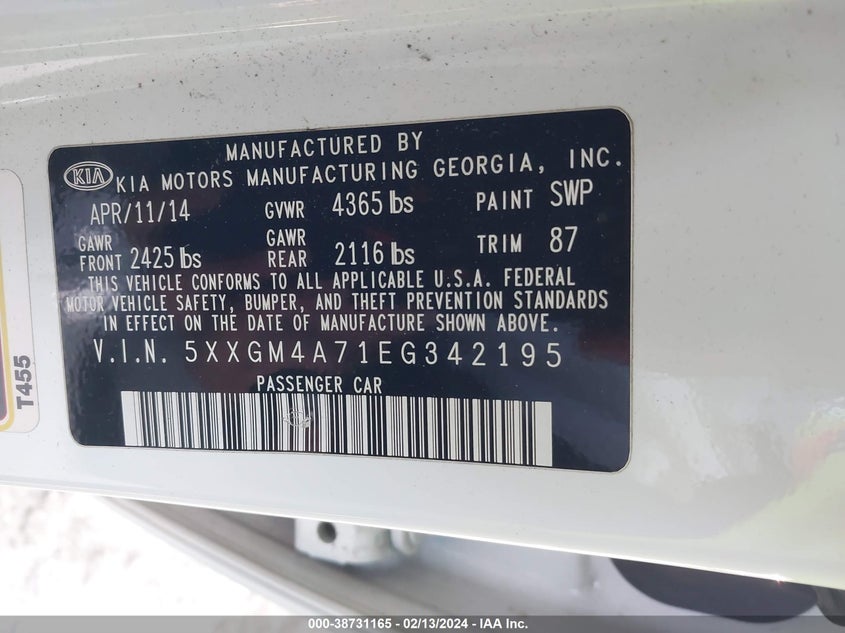 MANUFACTURED BY
KIA KIA MOTORS MANUFACTURING GEORGIA, INC.
APR/11/14 GVWR 4365 lbs PAINT SWP
GAWR FRONT 2425 lbs GAWR REAR 2116 lbs TRIM 87
THIS VEHICLE CONFORMS TO ALL APPLICABLE U.S.A. FEDERAL
MOTOR VEHICLE SAFETY, BUMPER, AND THEFT PREVENTION STANDARDS
IN EFFECT ON THE DATE OF MANUFACTURE SHOWN ABOVE.
V.I.N. 5XXGM4A71EG342195
PASSENGER CAR
T455
000-38731165 - 02/13/2024 - IAA Inc.